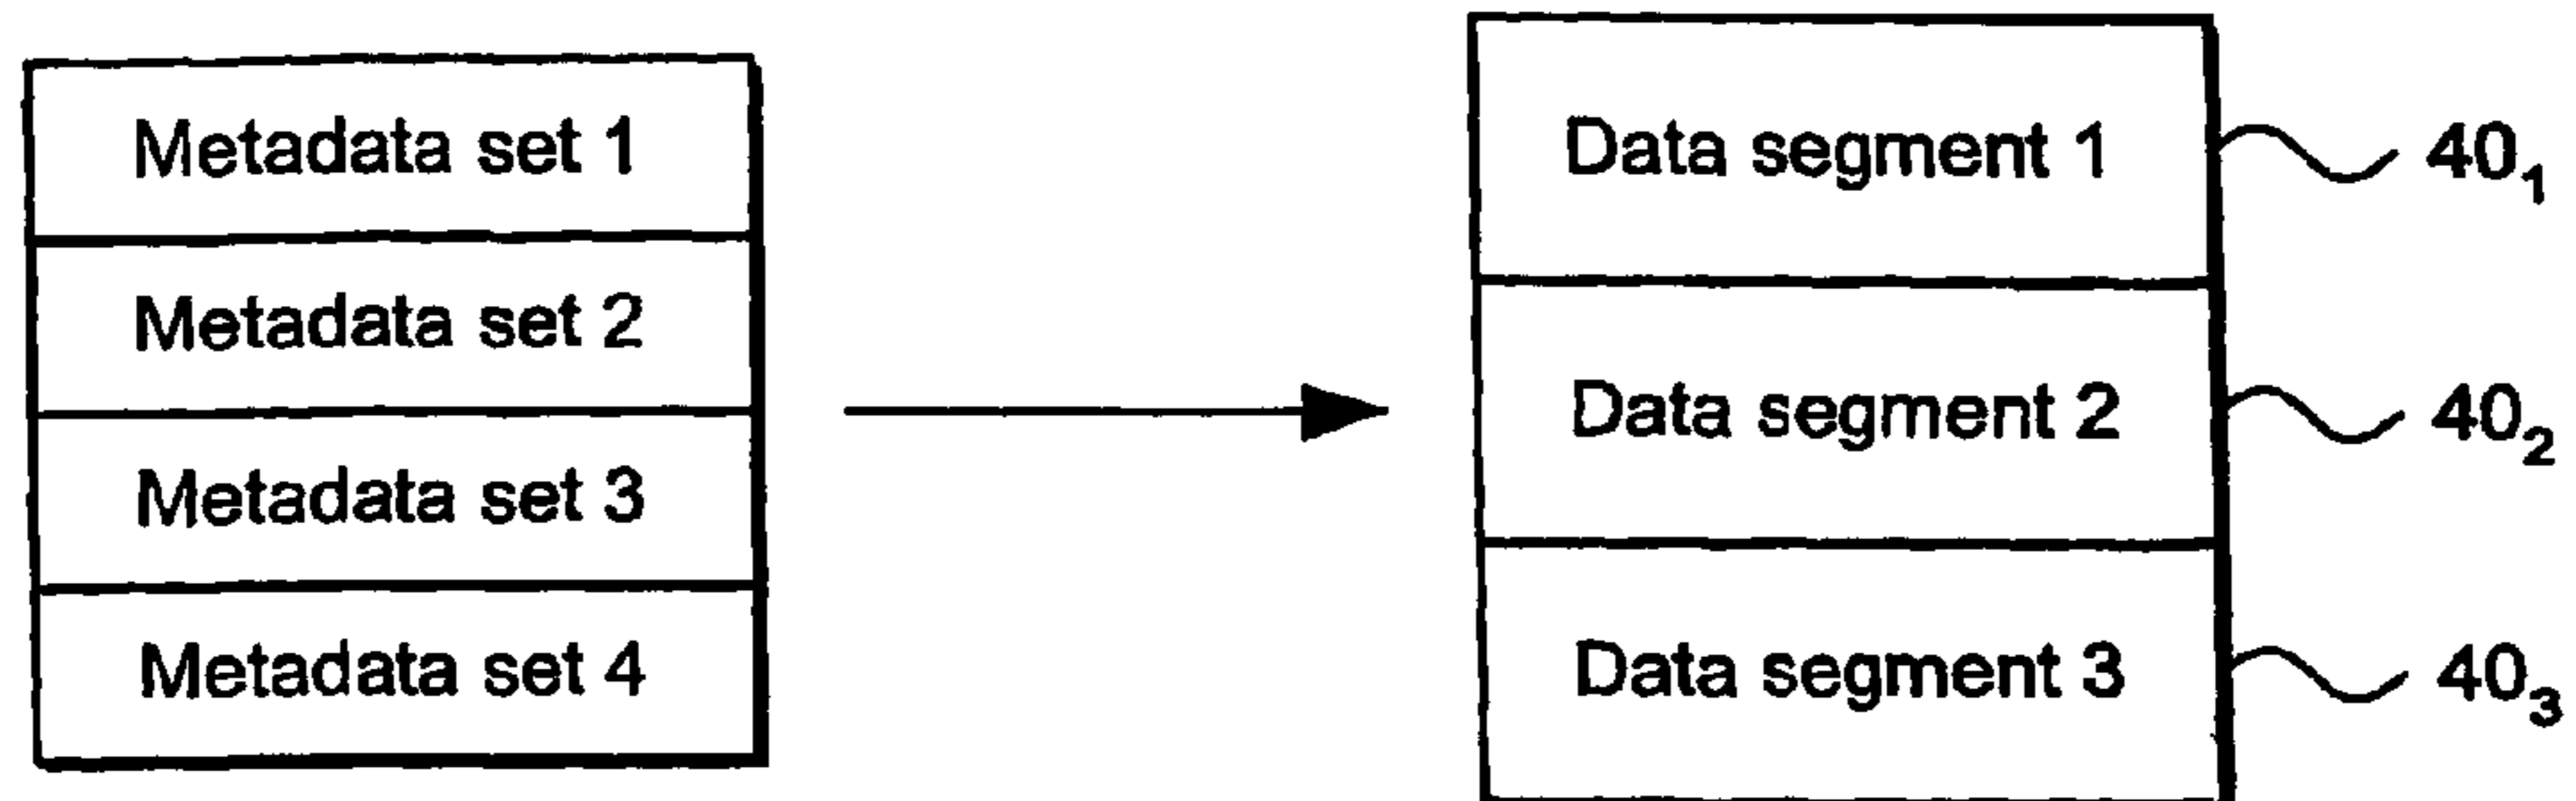 Metadata set 1
Metadata set 2
Metadata set 3
Metadata set 4
Data segment 1 40₁
Data segment 2 40₂
Data segment 3 40₃